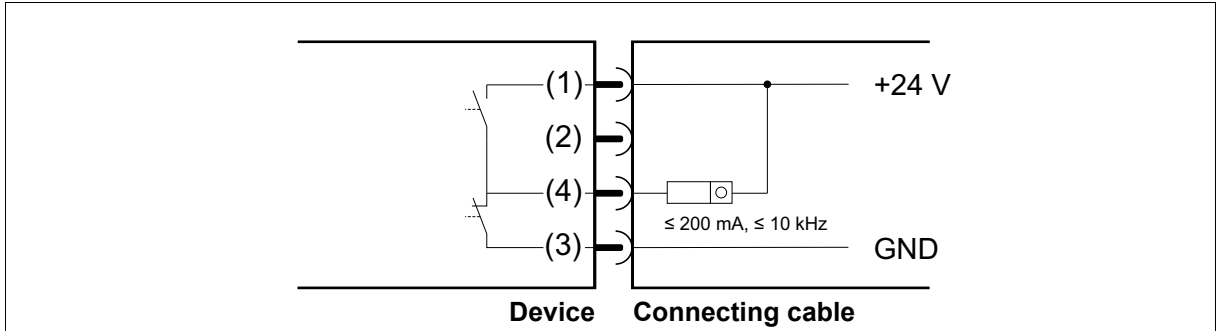 (1) +24 V
(2)
(4)
≤ 200 mA, ≤ 10 kHz
(3) GND
Device Connecting cable